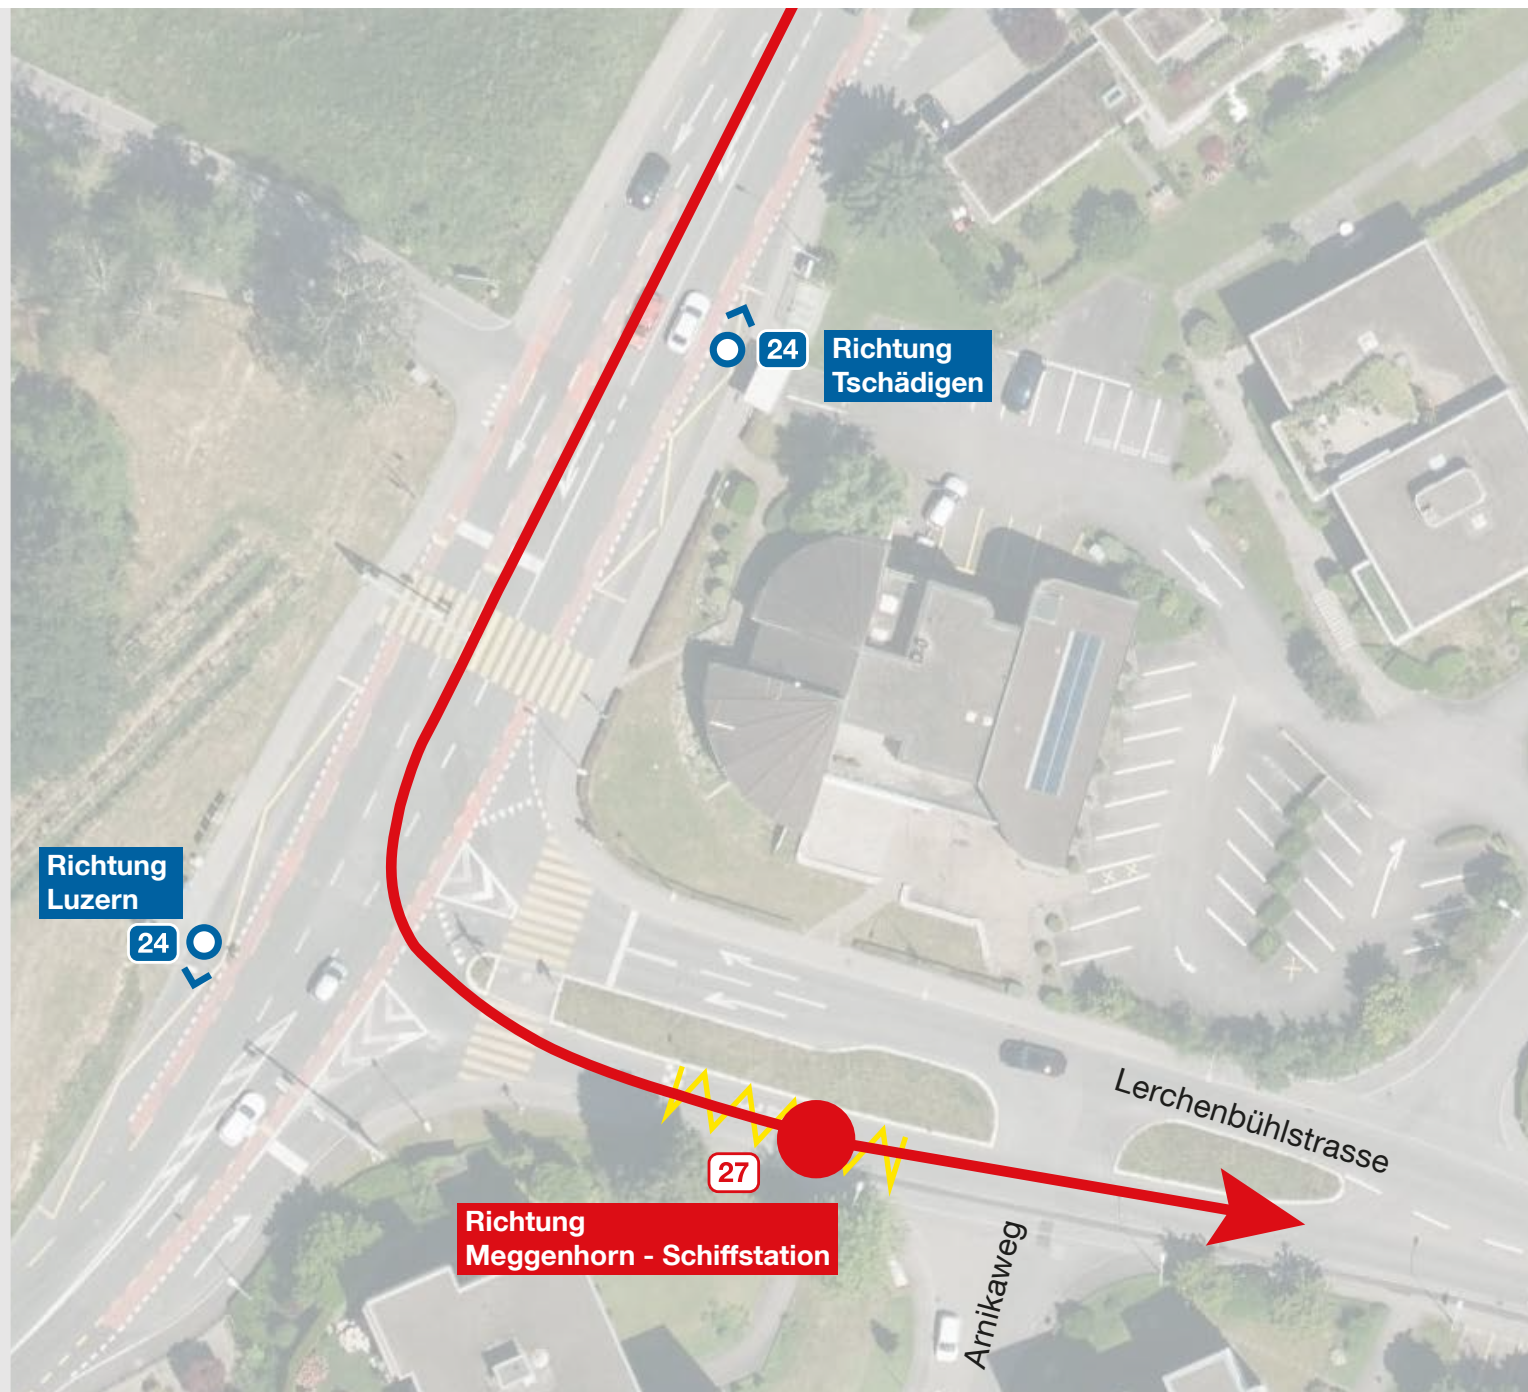 24
Richtung
Tschädigen
Richtung
Luzern
24
Lerchenbühlstrasse
27
Richtung
Meggenhorn - Schiffstation
Arnikaweg